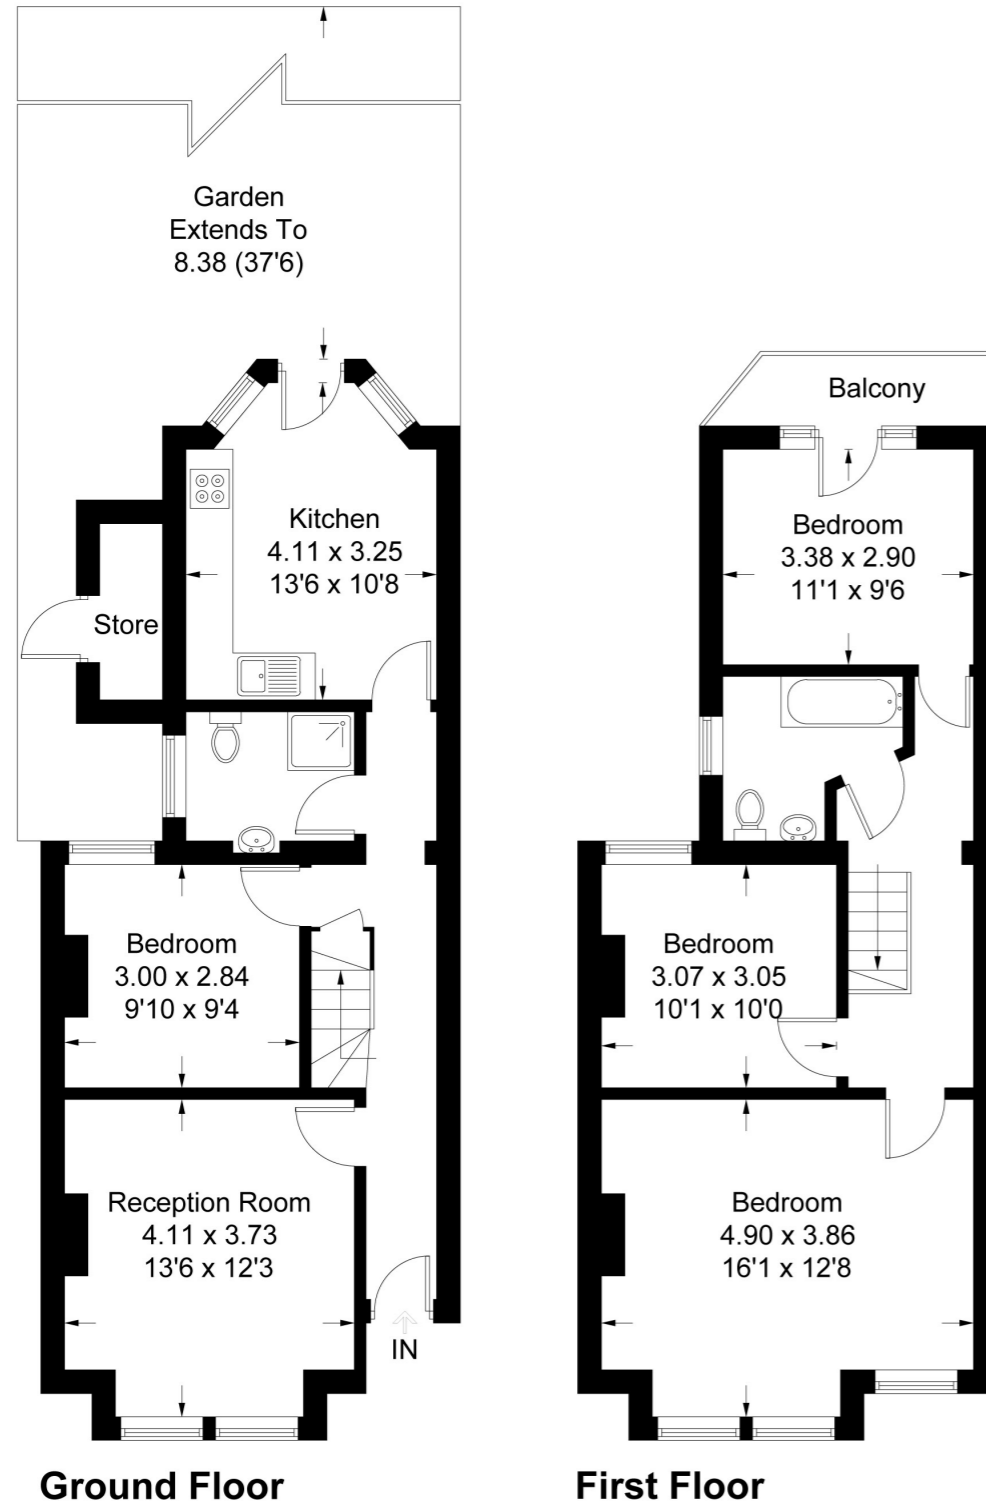 Garden
Extends To
8.38 (37'6)
Balcony
Kitchen
4.11 x 3.25
13'6 x 10'8
Bedroom
3.38 x 2.90
11'1 x 9'6
Store
Bedroom
3.00 x 2.84
9'10 x 9'4
Bedroom
3.07 x 3.05
10'1 x 10'0
Reception Room
4.11 x 3.73
13'6 x 12'3
Bedroom
4.90 x 3.86
16'1 x 12'8
IN
Ground Floor
First Floor